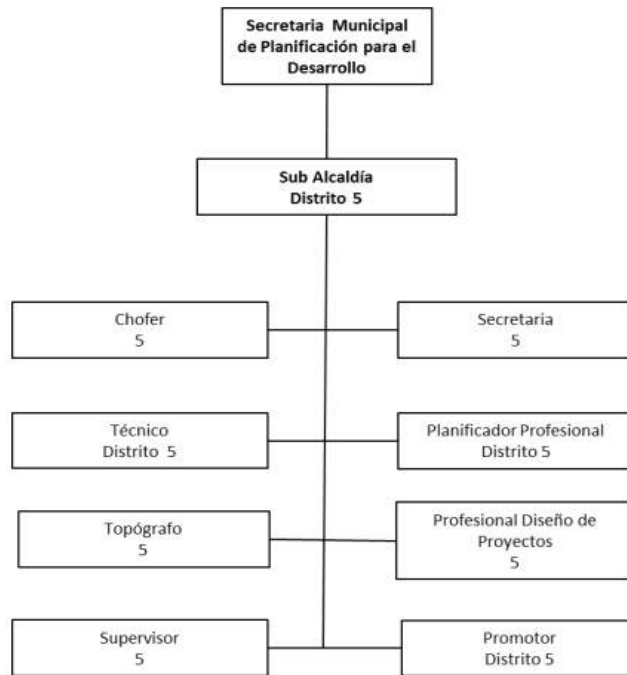 Secretaria Municipal
de Planificación para el
Desarrollo
Sub Alcaldía
Distrito 5
Chofer
5
Secretaria
5
Técnico
Distrito 5
Planificador Profesional
Distrito 5
Topógrafo
5
Profesional Diseño de
Proyectos
5
Supervisor
5
Promotor
Distrito 5